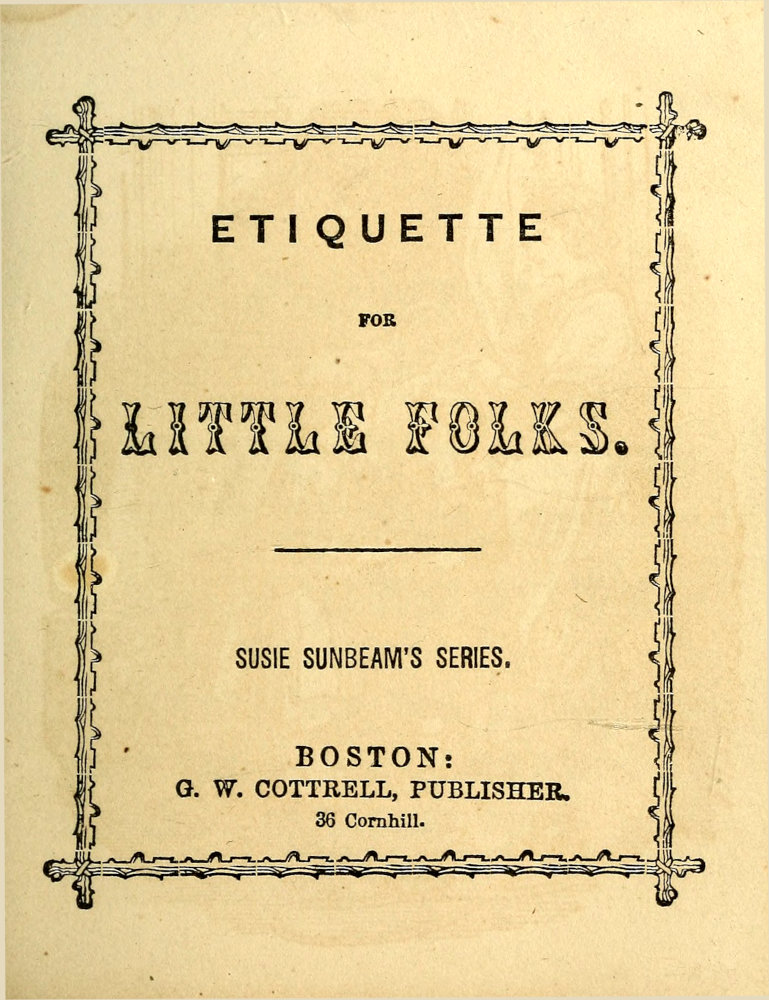 ETIQUETTE
FOR
LITTLE FOLKS.
SUSIE SUNBEAM'S SERIES.
BOSTON:
G. W. COTTRELL, PUBLISHER.
36 Cornhill.